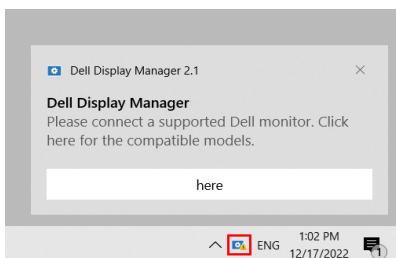 Dell Display Manager 2.1
Dell Display Manager
Please connect a supported Dell monitor. Click
here for the compatible models.
here
ENG
1:02 PM
12/17/2022
1